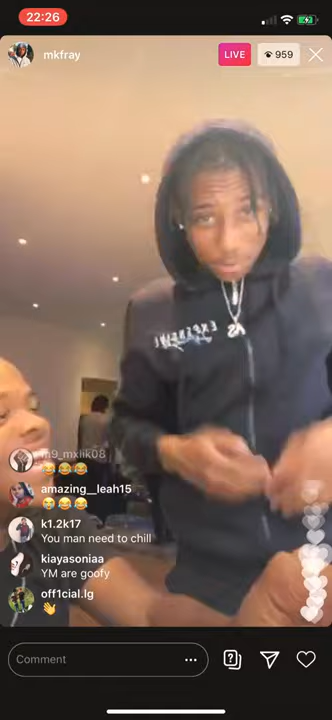 22:26
mkfray
LIVE
959
m9_mxlik08
😂😂😂
amazing__leah15
😭😂😂
k1.2k17
You man need to chill
kiayasoniaa
YM are goofy
off1cial.lg
👋
Comment